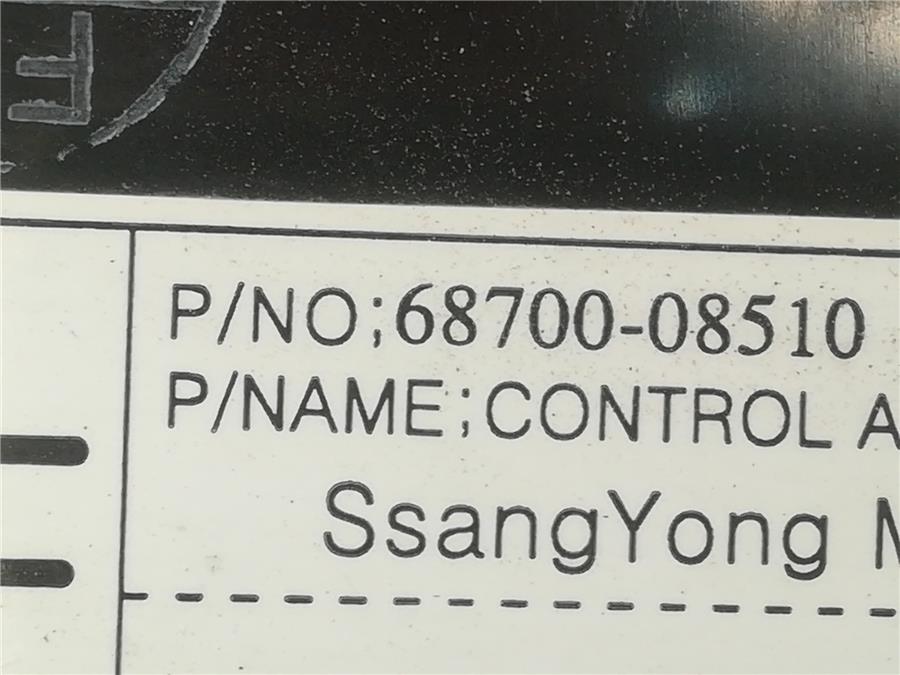 P/NO;68700-08510
P/NAME;CONTROL A
SsangYong M